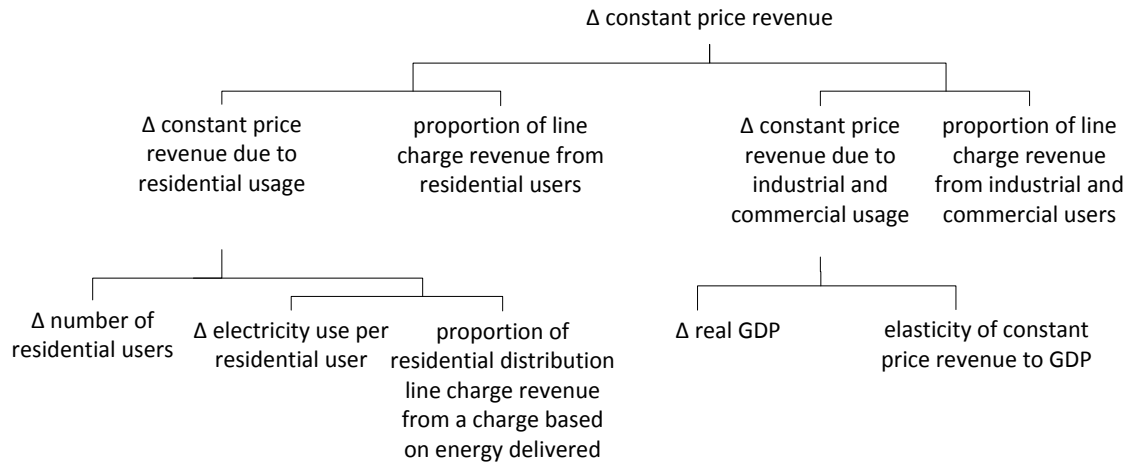 Δ constant price revenue
Δ constant price
revenue due to
residential usage
proportion of line
charge revenue from
residential users
Δ constant price
revenue due to
industrial and
commercial usage
proportion of line
charge revenue
from industrial and
commercial users
Δ number of
residential users
Δ electricity use per
residential user
proportion of
residential distribution
line charge revenue
from a charge based
on energy delivered
Δ real GDP
elasticity of constant
price revenue to GDP